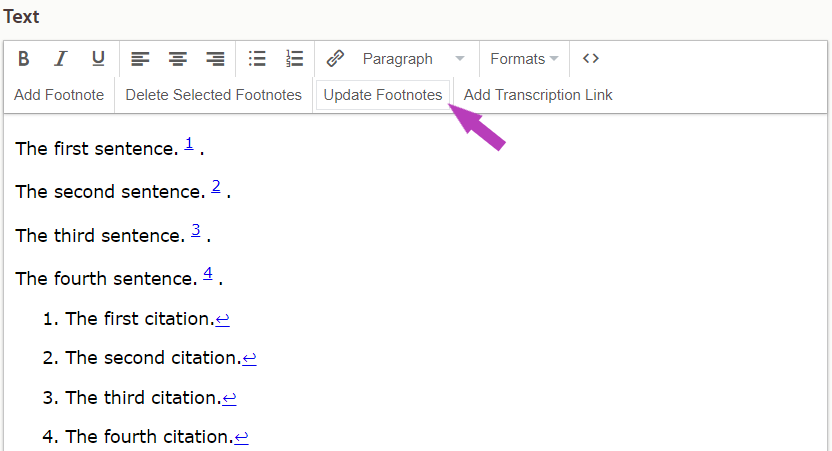 Text
B I U Paragraph Formats <>
Add Footnote Delete Selected Footnotes Update Footnotes Add Transcription Link
The first sentence. 1 .
The second sentence. 2 .
The third sentence. 3 .
The fourth sentence. 4 .
1. The first citation.↩
2. The second citation.↩
3. The third citation.↩
4. The fourth citation.↩